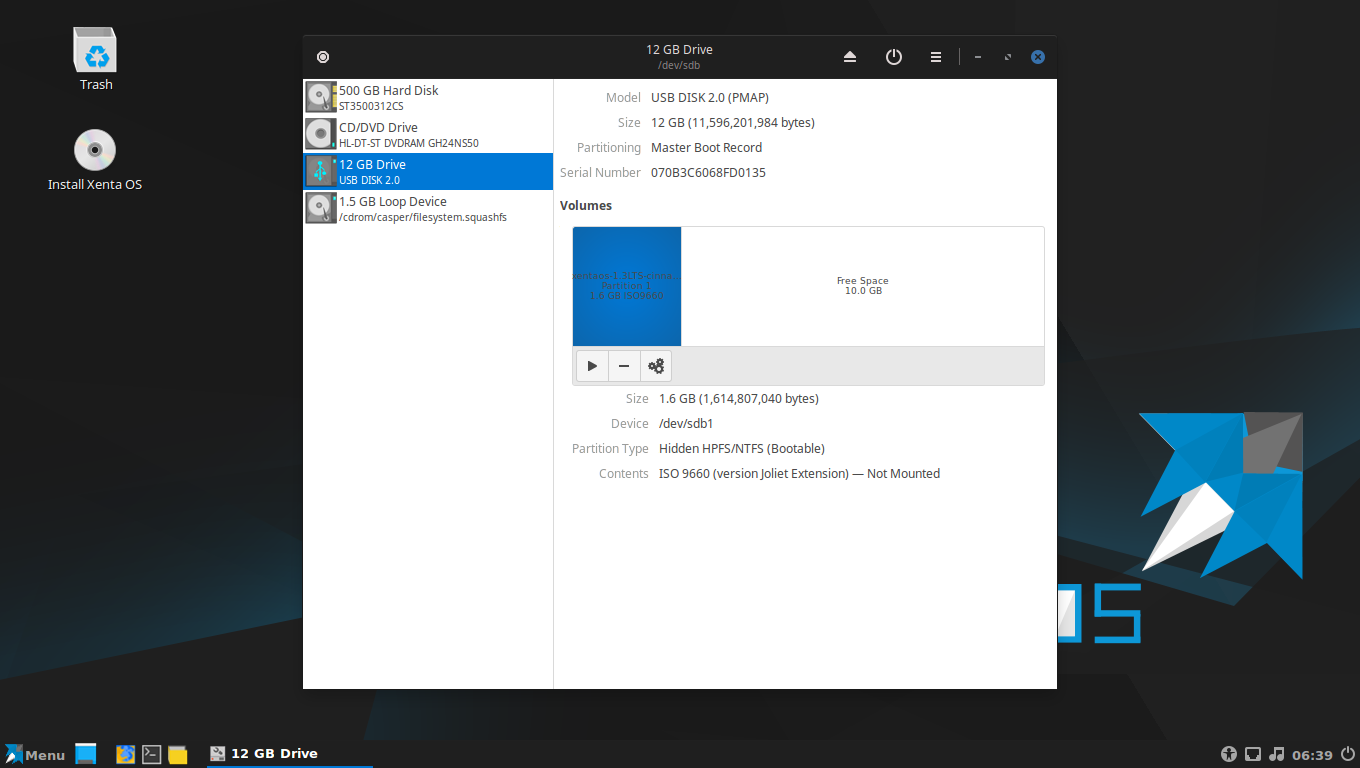 Trash
Install Xenta OS
12 GB Drive
/dev/sdb
500 GB Hard Disk
ST3500312CS
CD/DVD Drive
HL-DT-ST DVDRAM GH24NS50
12 GB Drive
USB DISK 2.0
1.5 GB Loop Device
/cdrom/casper/filesystem.squashfs
Model USB DISK 2.0 (PMAP)
Size 12 GB (11,596,201,984 bytes)
Partitioning Master Boot Record
Serial Number 070B3C6068FD0135
Volumes
xentaos-1.3LTS-cinna...
Partition 1
1.6 GB ISO9660
Free Space
10.0 GB
Size 1.6 GB (1,614,807,040 bytes)
Device /dev/sdb1
Partition Type Hidden HPFS/NTFS (Bootable)
Contents ISO 9660 (version Joliet Extension) — Not Mounted
OS
Menu
12 GB Drive
06:39